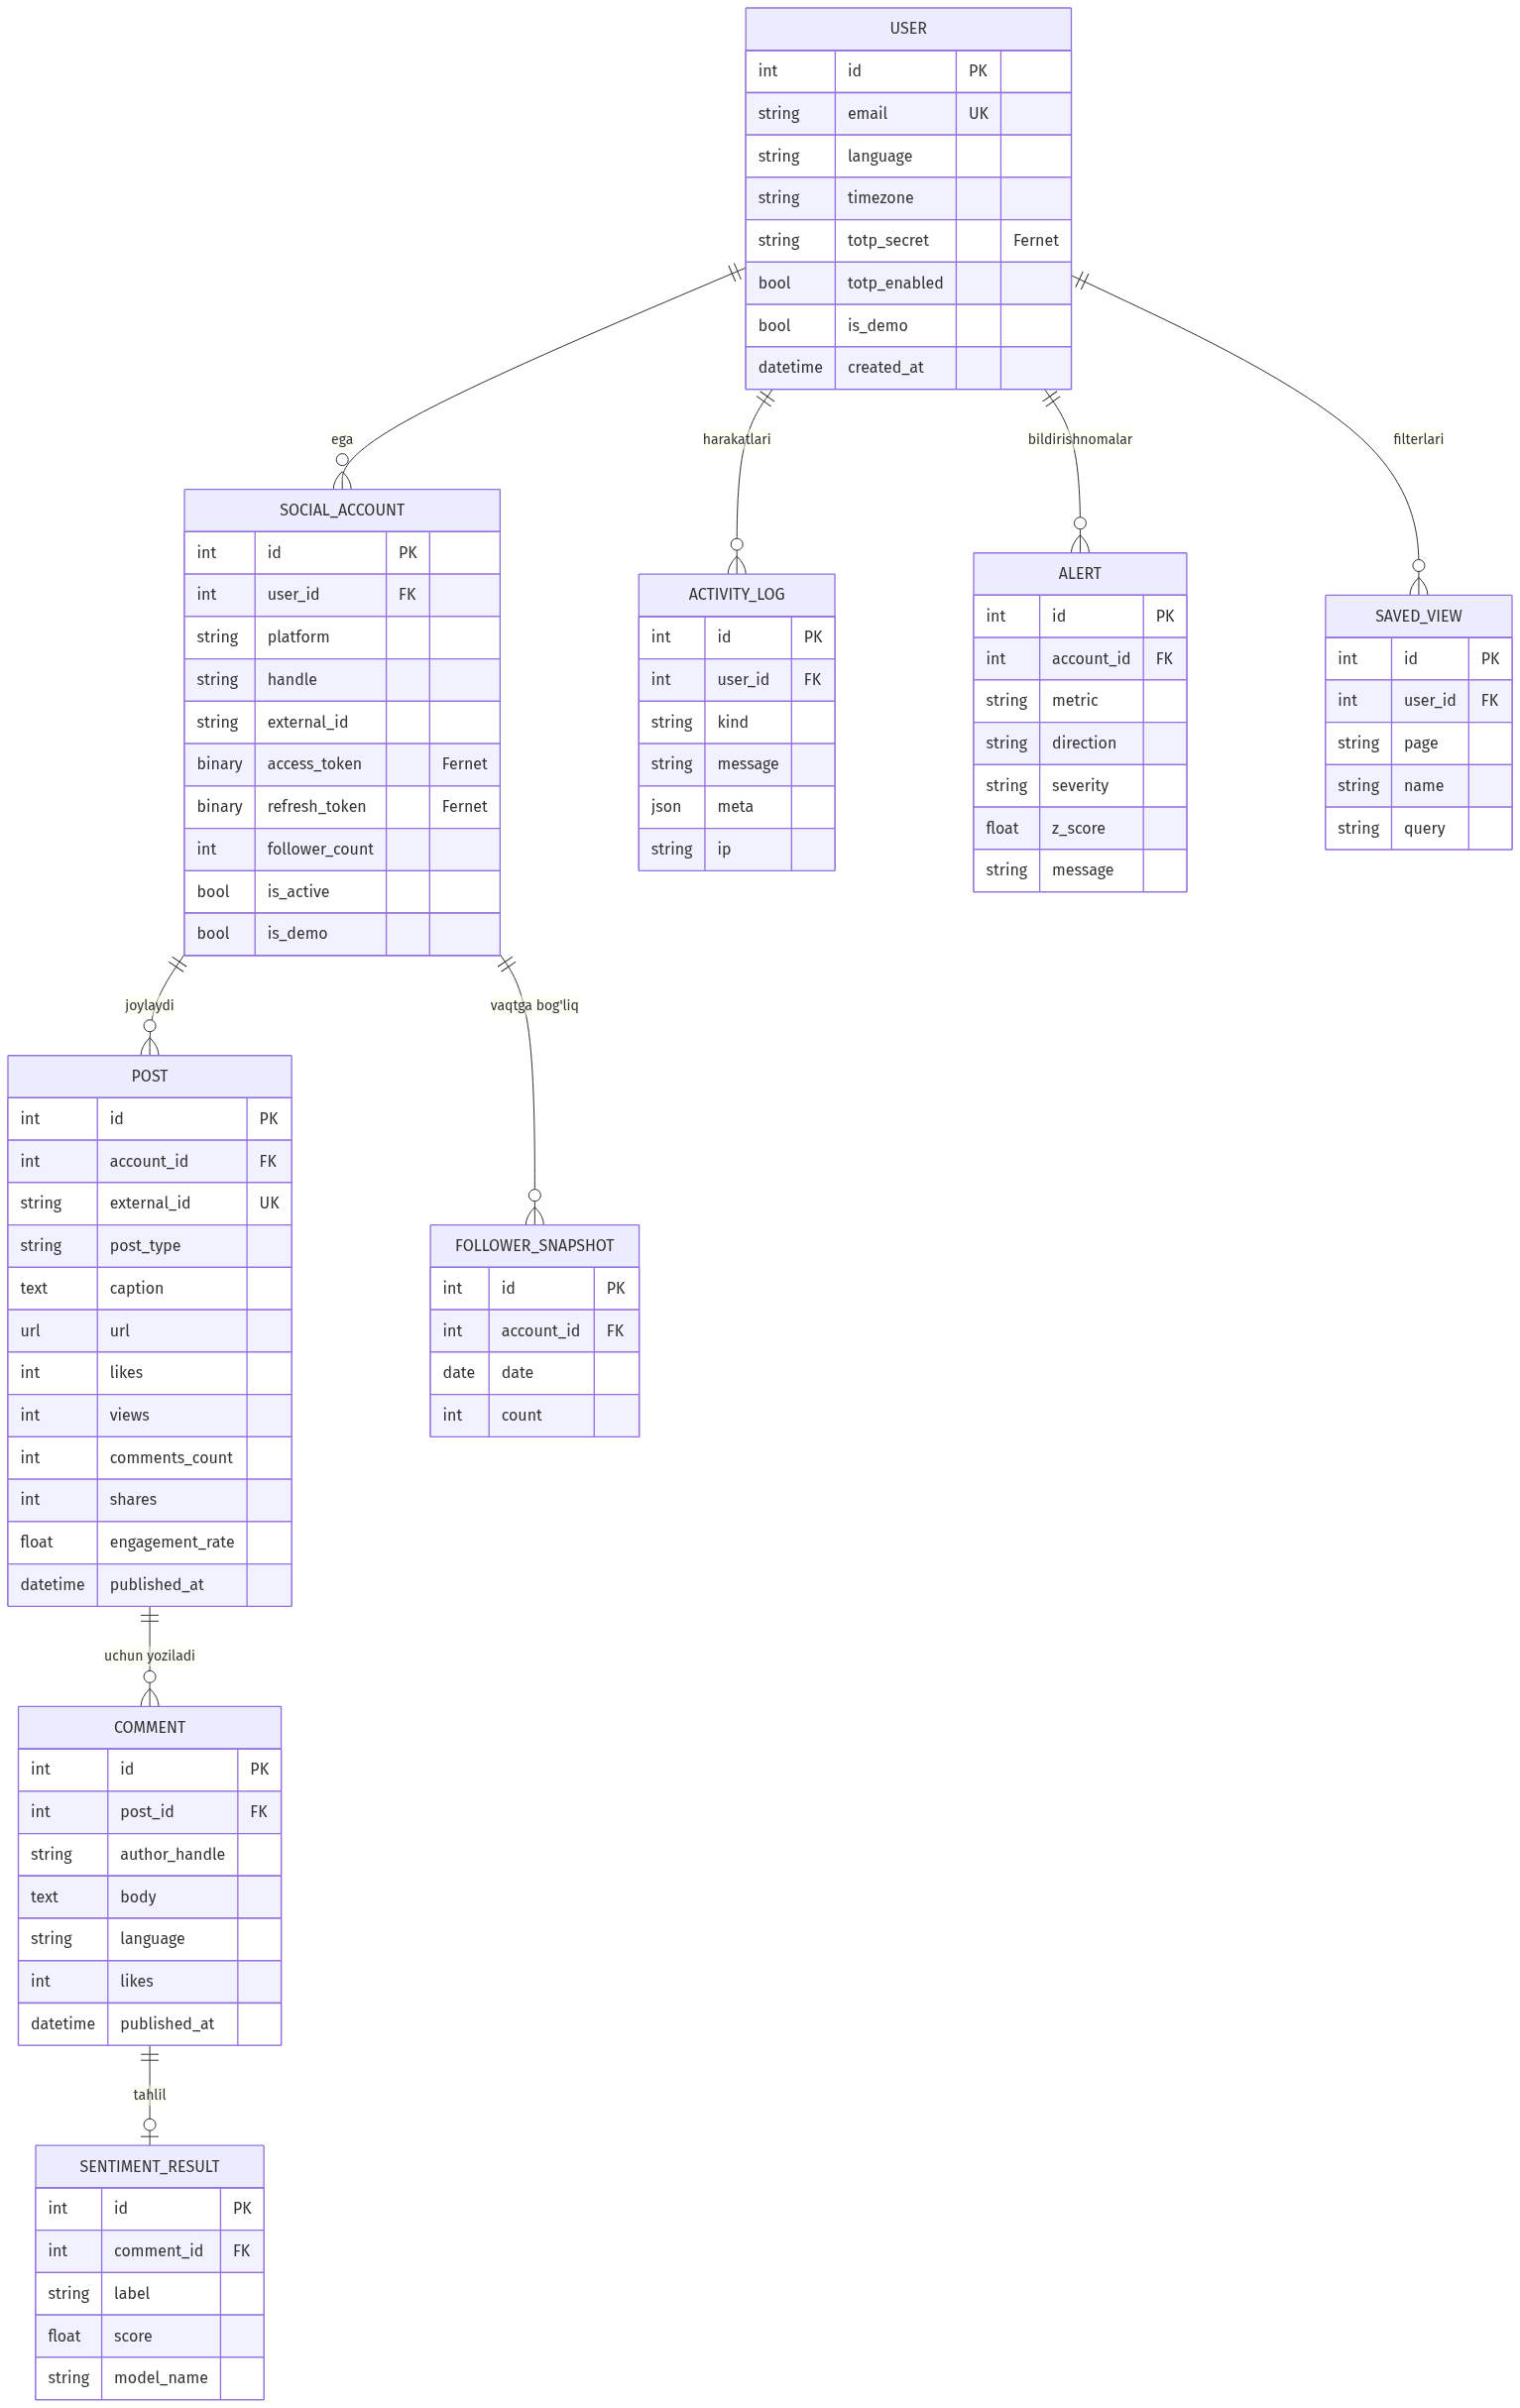 USER
int id PK
string email UK
string language
string timezone
string totp_secret Fernet
bool totp_enabled
bool is_demo
datetime created_at
ega
harakatlari
bildirishnomalar
filterlari
SOCIAL_ACCOUNT
int id PK
int user_id FK
string platform
string handle
string external_id
binary access_token Fernet
binary refresh_token Fernet
int follower_count
bool is_active
bool is_demo
ACTIVITY_LOG
int id PK
int user_id FK
string kind
string message
json meta
string ip
ALERT
int id PK
int account_id FK
string metric
string direction
string severity
float z_score
string message
SAVED_VIEW
int id PK
int user_id FK
string page
string name
string query
joylaydi
vaqtga bog'liq
POST
int id PK
int account_id FK
string external_id UK
string post_type
text caption
url url
int likes
int views
int comments_count
int shares
float engagement_rate
datetime published_at
FOLLOWER_SNAPSHOT
int id PK
int account_id FK
date date
int count
uchun yoziladi
COMMENT
int id PK
int post_id FK
string author_handle
text body
string language
int likes
datetime published_at
tahlil
SENTIMENT_RESULT
int id PK
int comment_id FK
string label
float score
string model_name